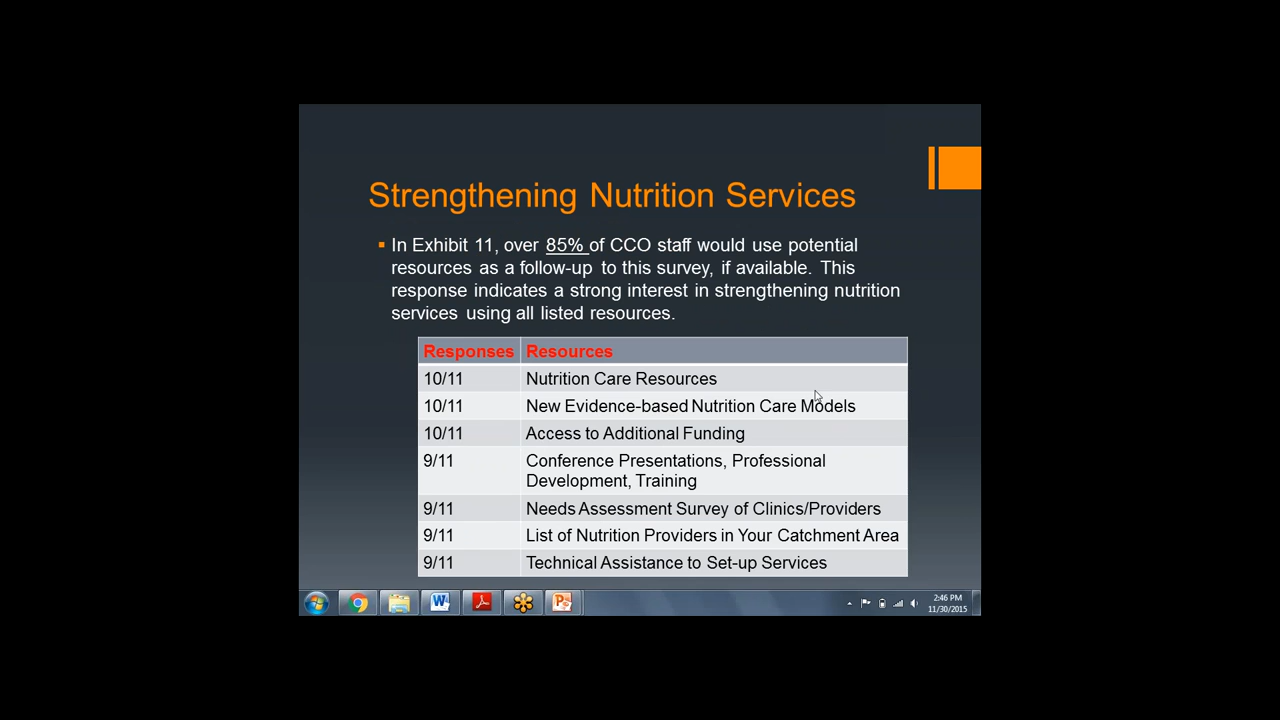 Strengthening Nutrition Services
In Exhibit 11, over 85% of CCO staff would use potential
resources as a follow-up to this survey, if available. This
response indicates a strong interest in strengthening nutrition
services using all listed resources.
Responses Resources
10/11 Nutrition Care Resources
10/11 New Evidence-based Nutrition Care Models
10/11 Access to Additional Funding
9/11 Conference Presentations, Professional
Development, Training
9/11 Needs Assessment Survey of Clinics/Providers
9/11 List of Nutrition Providers in Your Catchment Area
9/11 Technical Assistance to Set-up Services
2:46 PM
11/30/2015